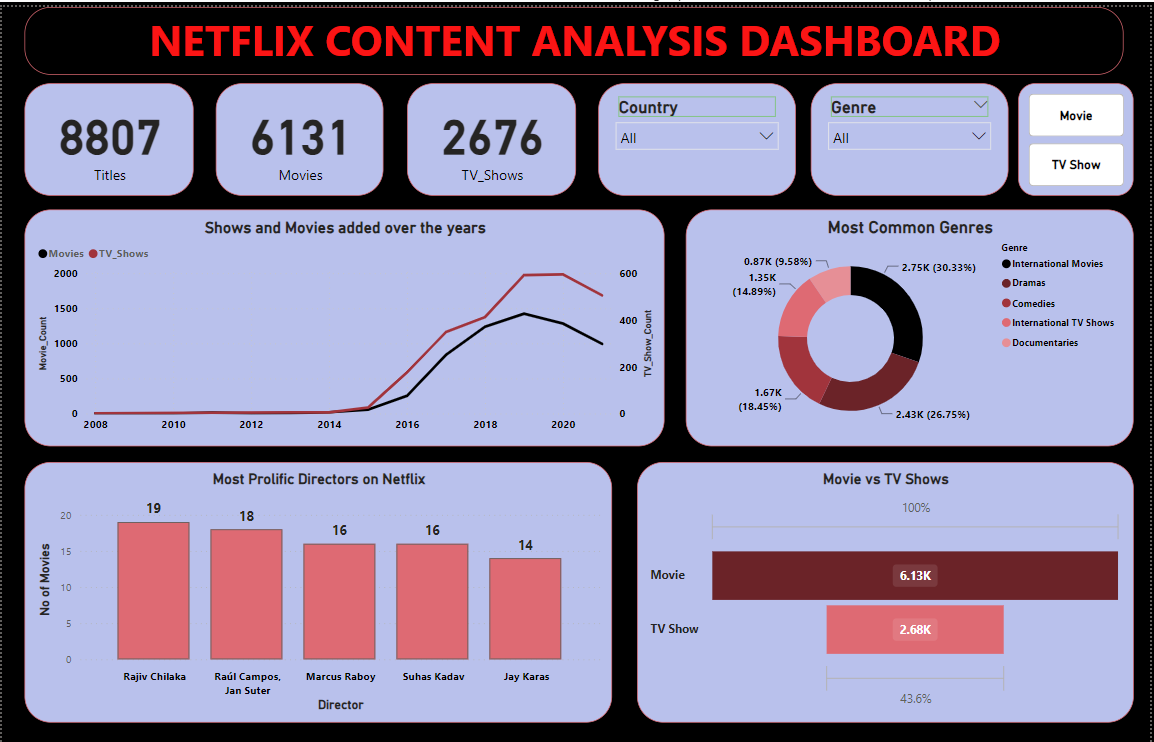 NETFLIX CONTENT ANALYSIS DASHBOARD
8807
Titles
6131
Movies
2676
TV_Shows
Country
All
Genre
All
Movie
TV Show
Shows and Movies added over the years
Movies TV_Shows
2000
1500
1000
500
0
Movie_Count
600
400
200
0
TV_Show_Count
2008 2010 2012 2014 2016 2018 2020
Most Common Genres
0.87K (9.58%)
1.35K
(14.89%)
1.67K
(18.45%)
2.75K (30.33%)
2.43K (26.75%)
Genre
International Movies
Dramas
Comedies
International TV Shows
Documentaries
Most Prolific Directors on Netflix
No of Movies
20
15
10
5
0
19
18
16
16
14
Rajiv Chilaka
Raúl Campos,
Jan Suter
Marcus Raboy
Suhas Kadav
Jay Karas
Director
Movie vs TV Shows
100%
Movie
6.13K
TV Show
2.68K
43.6%